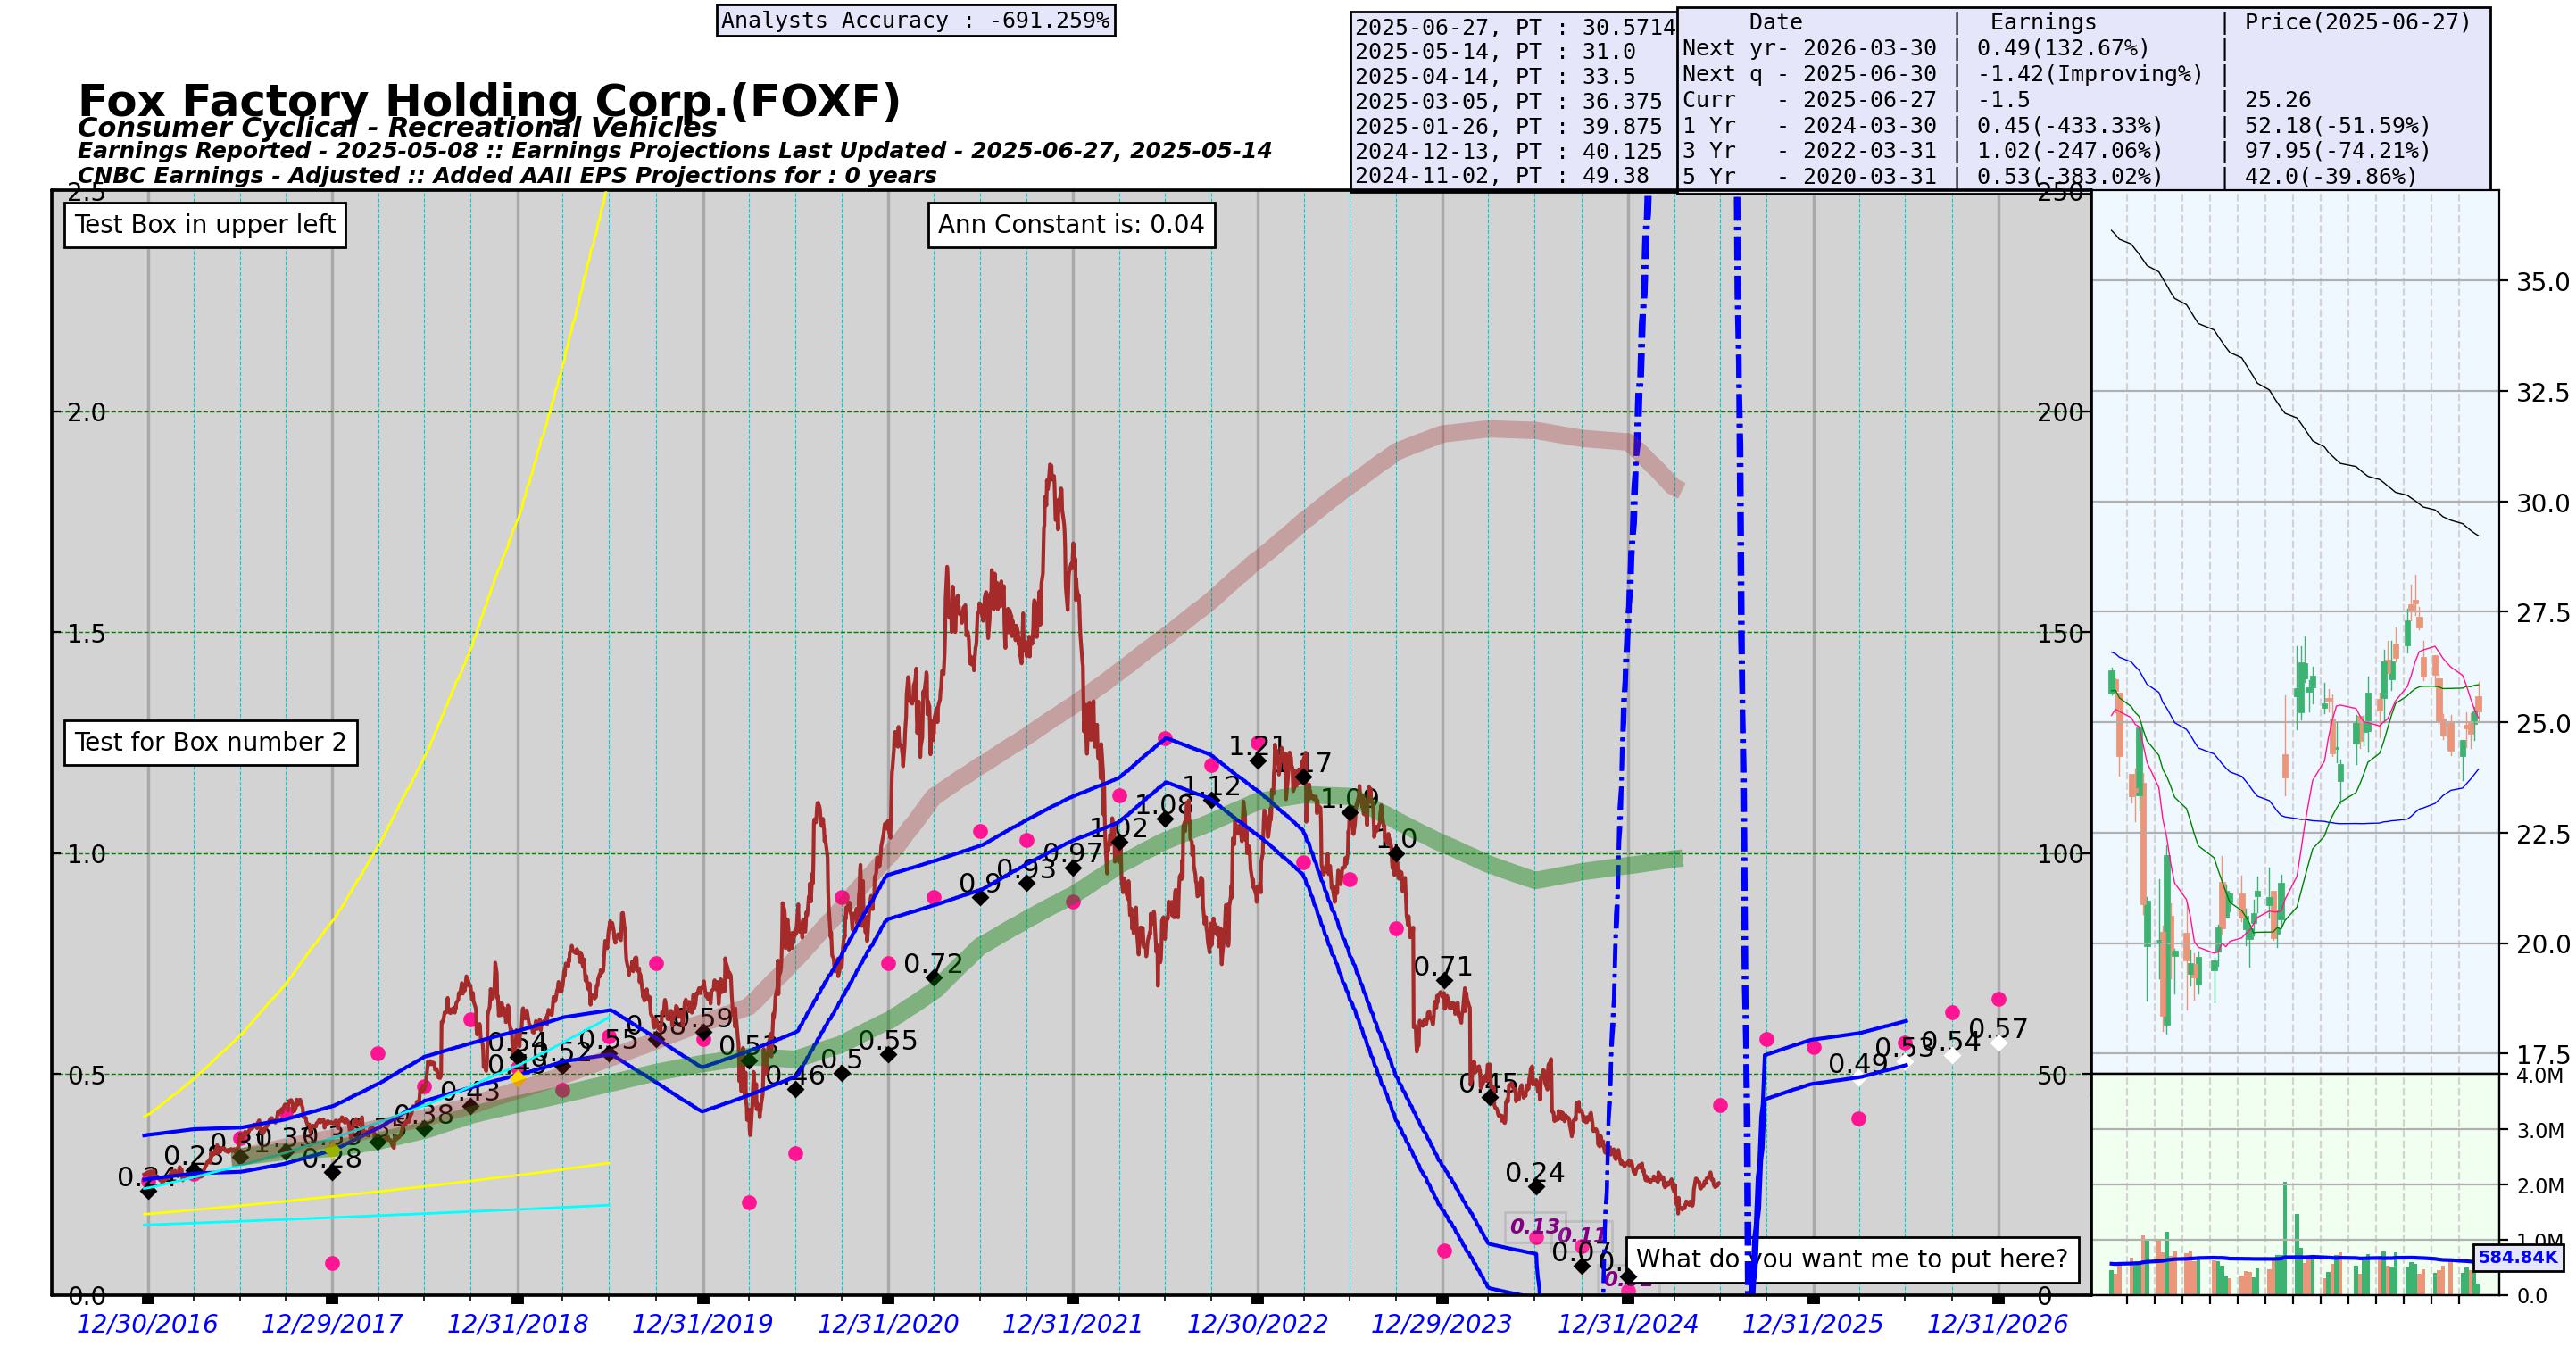 Analysts Accuracy : -691.259%
2025-06-27, PT : 30.5714
2025-05-14, PT : 31.0
2025-04-14, PT : 33.5
2025-03-05, PT : 36.375
2025-01-26, PT : 39.875
2024-12-13, PT : 40.125
2024-11-02, PT : 49.38
Date | Earnings | Price(2025-06-27)
Next yr- 2026-03-30 | 0.49(132.67%) |
Next q - 2025-06-30 | -1.42(Improving%) |
Curr - 2025-06-27 | -1.5 | 25.26
1 Yr - 2024-03-30 | 0.45(-433.33%) | 52.18(-51.59%)
3 Yr - 2022-03-31 | 1.02(-247.06%) | 97.95(-74.21%)
5 Yr - 2020-03-31 | 0.53(-383.02%) | 42.0(-39.86%)
Fox Factory Holding Corp.(FOXF)
Consumer Cyclical - Recreational Vehicles
Earnings Reported - 2025-05-08 :: Earnings Projections Last Updated - 2025-06-27, 2025-05-14
CNBC Earnings - Adjusted :: Added AAII EPS Projections for : 0 years
Test Box in upper left
Ann Constant is: 0.04
Test for Box number 2
What do you want me to put here?
2.5
2.0
1.5
1.0
0.5
0.0
250
200
150
100
50
0
35.0
32.5
30.0
27.5
25.0
22.5
20.0
17.5
4.0M
3.0M
2.0M
1.0M
584.84K
0.0
0.24
0.28
0.31
0.28
0.38
0.43
0.54
0.52
0.55
0.58
0.59
0.53
0.46
0.5
0.55
0.72
0.9
0.93
0.97
1.02
1.08
1.12
1.21
1.17
1.09
1.0
0.71
0.45
0.24
0.13
0.11
0.07
0.49
0.53
0.54
0.57
12/30/2016
12/29/2017
12/31/2018
12/31/2019
12/31/2020
12/31/2021
12/30/2022
12/29/2023
12/31/2024
12/31/2025
12/31/2026